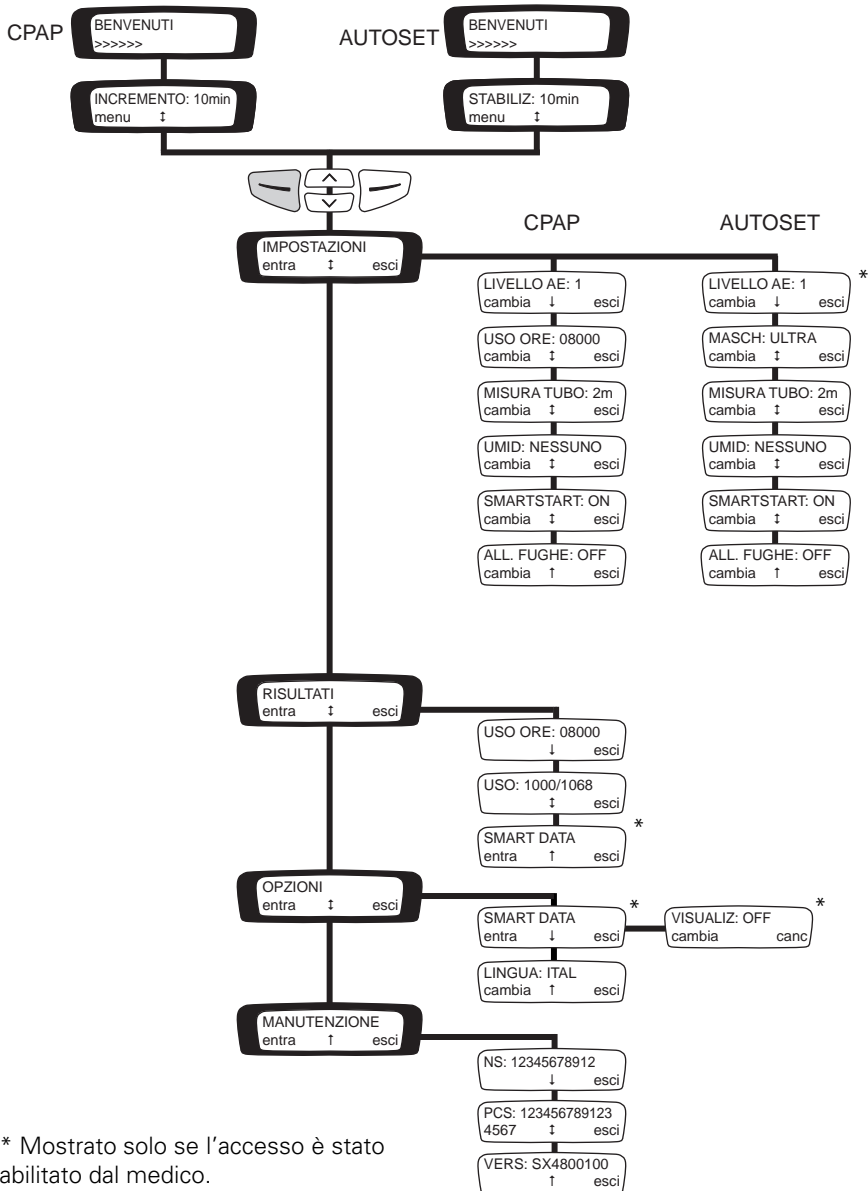 CPAP
BENVENUTI
>>>>>>
AUTOSET
BENVENUTI
>>>>>>
INCREMENTO: 10min
menu ↕
STABILIZ: 10min
menu ↕
IMPOSTAZIONI
entra ↕ esci
CPAP
LIVELLO AE: 1
cambia ↓ esci
USO ORE: 08000
cambia ↕ esci
MISURA TUBO: 2m
cambia ↕ esci
UMID: NESSUNO
cambia ↕ esci
SMARTSTART: ON
cambia ↕ esci
ALL. FUGHE: OFF
cambia ↑ esci
AUTOSET
LIVELLO AE: 1 *
cambia ↓ esci
MASCH: ULTRA
cambia ↕ esci
MISURA TUBO: 2m
cambia ↕ esci
UMID: NESSUNO
cambia ↕ esci
SMARTSTART: ON
cambia ↕ esci
ALL. FUGHE: OFF
cambia ↑ esci
RISULTATI
entra ↕ esci
USO ORE: 08000
↓ esci
USO: 1000/1068
↕ esci
SMART DATA *
entra ↑ esci
OPZIONI
entra ↕ esci
SMART DATA *
entra ↓ esci
VISUALIZ: OFF *
cambia canc
LINGUA: ITAL
cambia ↑ esci
MANUTENZIONE
entra ↑ esci
NS: 12345678912
↓ esci
PCS: 123456789123
4567 ↕ esci
VERS: SX4800100
↑ esci
* Mostrato solo se l'accesso è stato
abilitato dal medico.